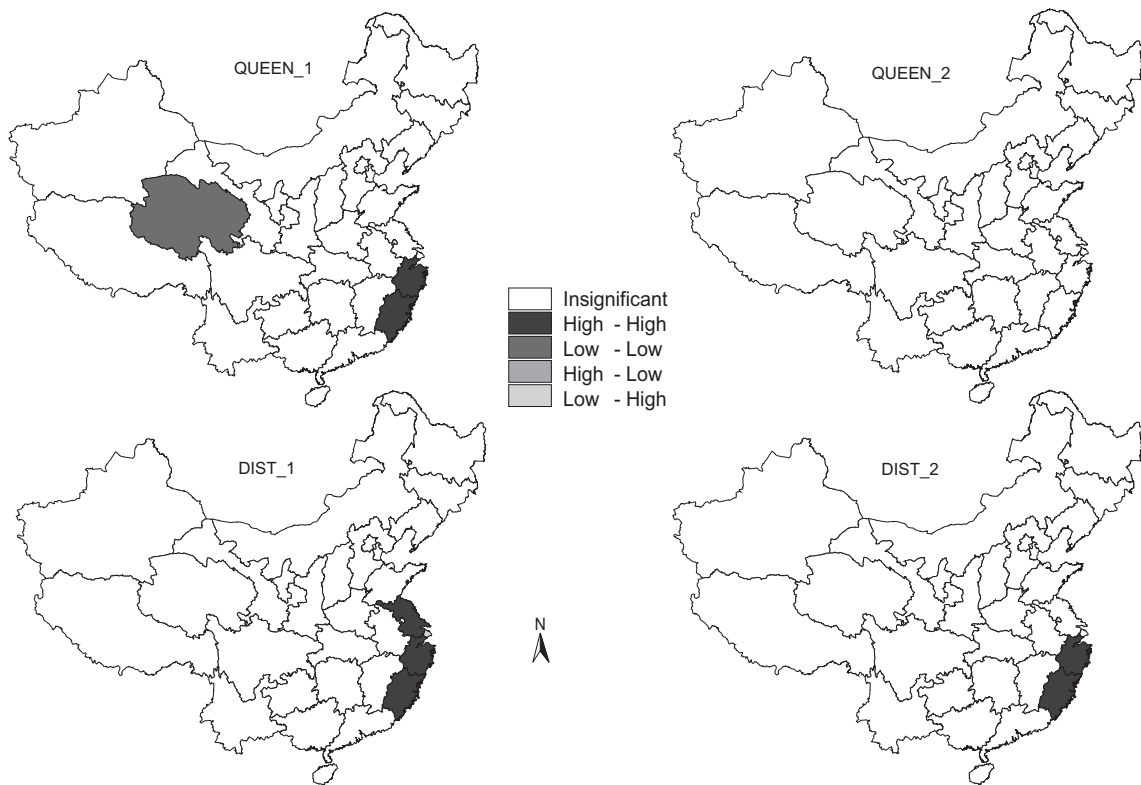 QUEEN_1
QUEEN_2
Insignificant
High - High
Low - Low
High - Low
Low - High
DIST_1
DIST_2
N